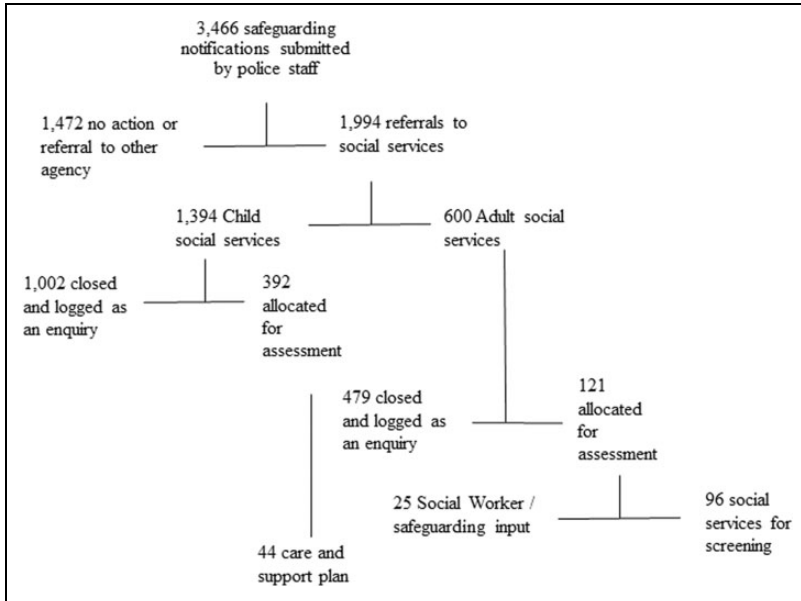 3,466 safeguarding
notifications submitted
by police staff
1,472 no action or
referral to other
agency
1,994 referrals to
social services
1,394 Child
social services
600 Adult social
services
1,002 closed
and logged as
an enquiry
392
allocated
for
assessment
479 closed
and logged as
an enquiry
121
allocated
for
assessment
25 Social Worker /
safeguarding input
96 social
services for
screening
44 care and
support plan